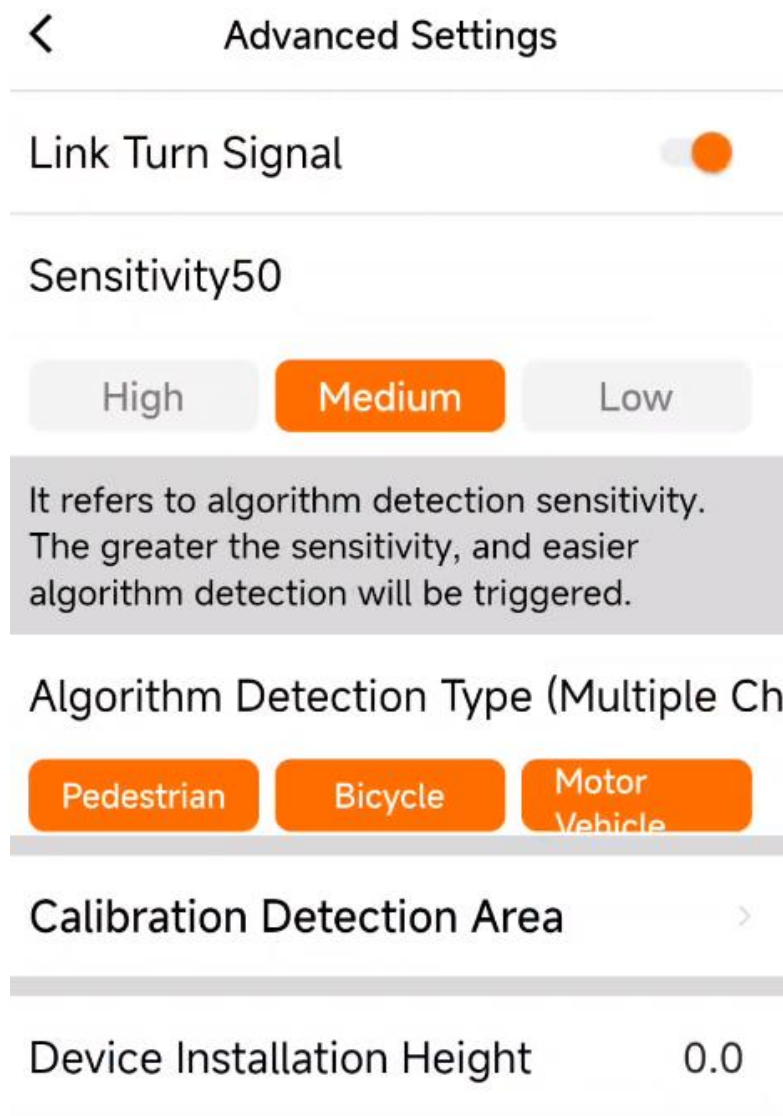 Advanced Settings
Link Turn Signal
Sensitivity50
High Medium Low
It refers to algorithm detection sensitivity.
The greater the sensitivity, and easier
algorithm detection will be triggered.
Algorithm Detection Type (Multiple Ch
Pedestrian Bicycle Motor
Vehicle
Calibration Detection Area
Device Installation Height 0.0